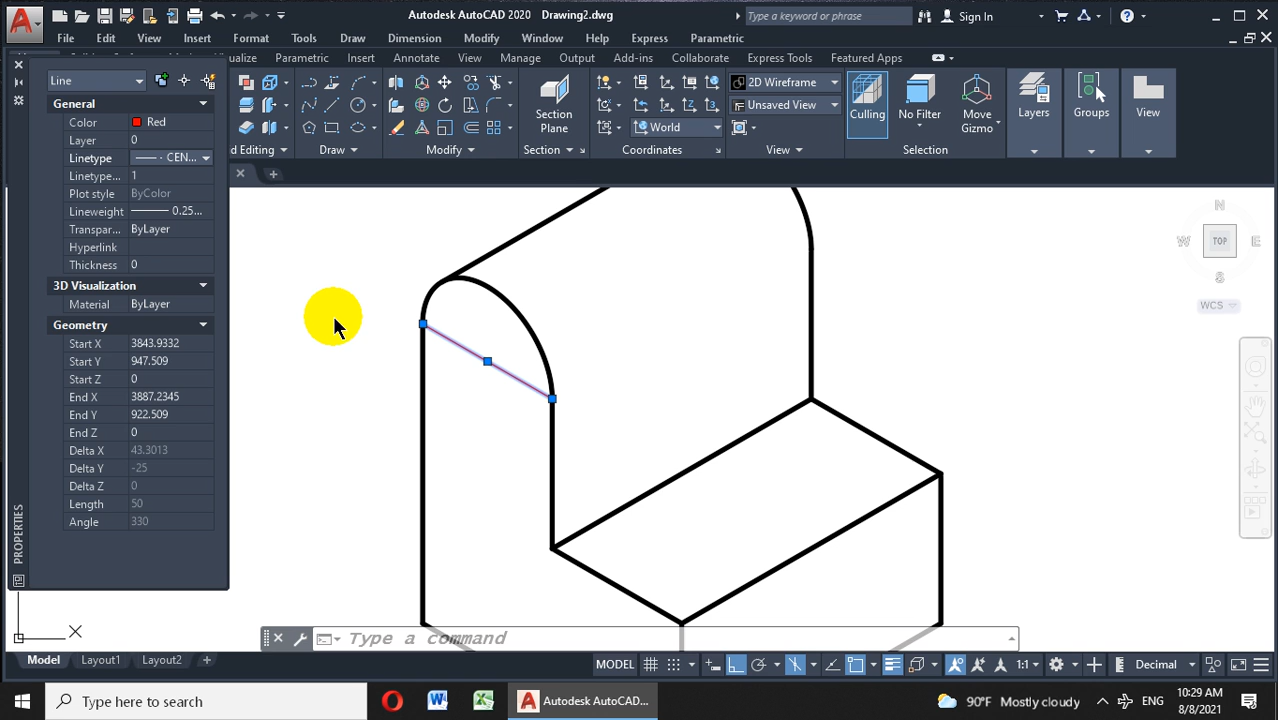 Autodesk AutoCAD 2020 Drawing2.dwg
Type a keyword or phrase
Sign In
File Edit View Insert Format Tools Draw Dimension Modify Window Help Express Parametric
Parametric Insert Annotate View Manage Output Add-ins Collaborate Express Tools Featured Apps
Section Plane
2D Wireframe
Unsaved View
World
Culling
No Filter
Move Gizmo
Layers
Groups
View
d Editing
Draw
Modify
Section
Coordinates
View
Selection
Line
General
Color Red
Layer 0
Linetype CEN...
Linetype... 1
Plot style ByColor
Lineweight 0.25...
Transpar... ByLayer
Hyperlink
Thickness 0
3D Visualization
Material ByLayer
Geometry
Start X 3843.9332
Start Y 947.509
Start Z 0
End X 3887.2345
End Y 922.509
End Z 0
Delta X 43.3013
Delta Y -25
Delta Z 0
Length 50
Angle 330
PROPERTIES
N
W TOP E
S
WCS
X
Type a command
Model Layout1 Layout2
MODEL
1:1
Decimal
Type here to search
Autodesk AutoCAD...
90°F Mostly cloudy
ENG
10:29 AM
8/8/2021